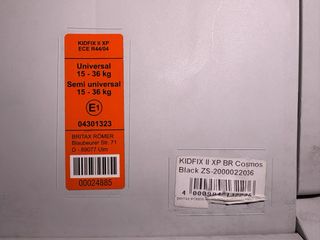 KIDFIX II XP
ECE R44/04
Universal
15 - 36 kg
Semi universal
15 - 36 kg
E1
04301323
BRITAX RÖMER
Blaubeurer Str. 71
D - 89077 Ulm
00024885
KIDFIX II XP BR Cosmos
Black ZS-2000022036